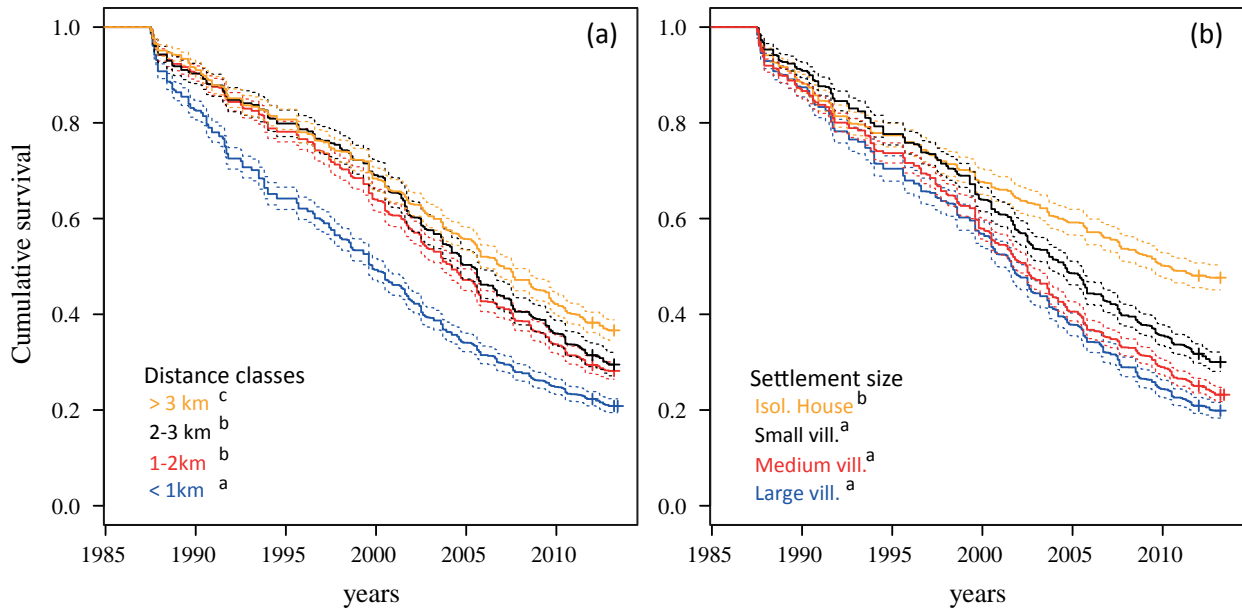 (a)
1.0
0.8
0.6
0.4
0.2
0.0
Cumulative survival
Distance classes
> 3 km c
2-3 km b
1-2km b
< 1km a
1985 1990 1995 2000 2005 2010
years
(b)
1.0
0.8
0.6
0.4
0.2
0.0
Settlement size
Isol. House b
Small vill. a
Medium vill. a
Large vill. a
1985 1990 1995 2000 2005 2010
years